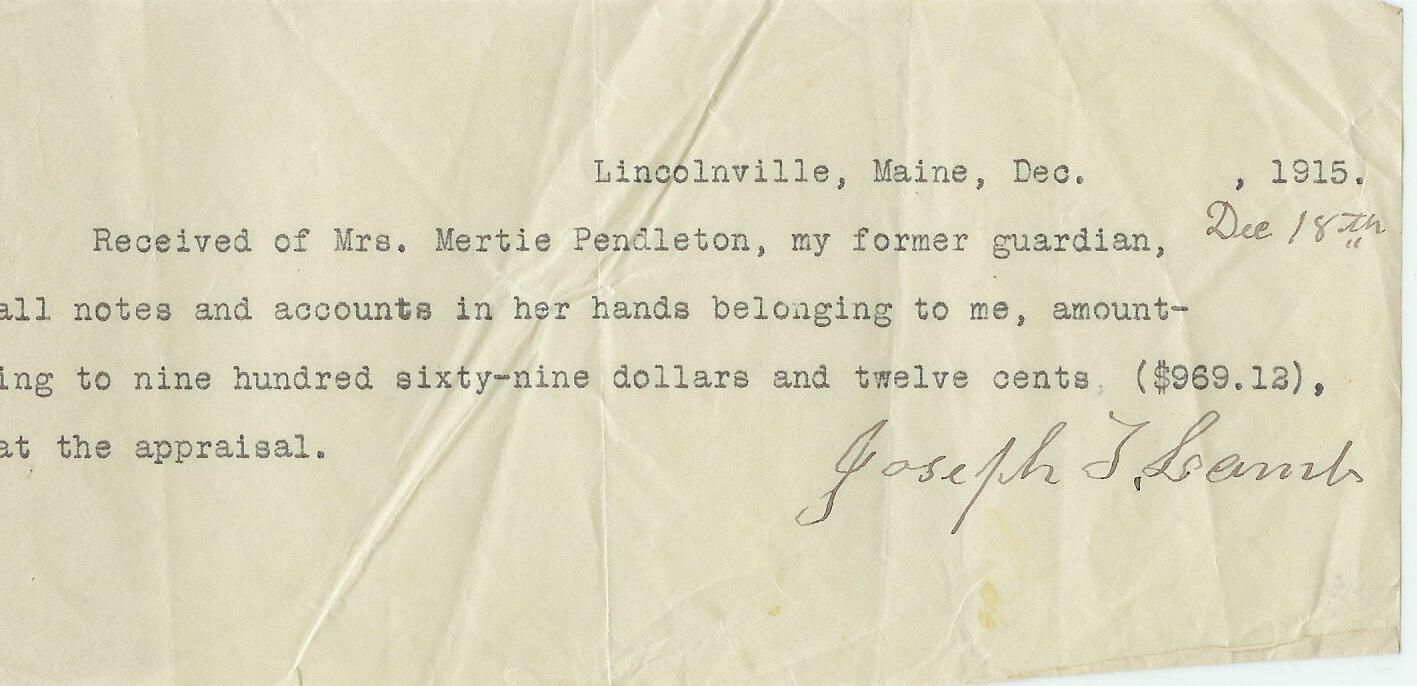 Lincolnville, Maine, Dec. , 1915.
Dec 18th
Received of Mrs. Mertie Pendleton, my former guardian,
all notes and accounts in her hands belonging to me, amount-
ing to nine hundred sixty-nine dollars and twelve cents ($969.12),
at the appraisal.
Joseph T. Lamb